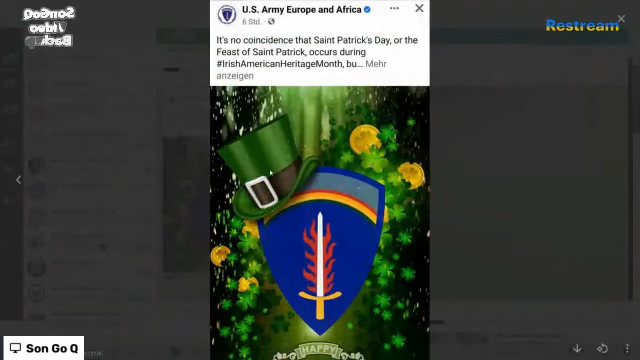 U.S. Army Europe and Africa
6 Std.
It's no coincidence that Saint Patrick's Day, or the
Feast of Saint Patrick, occurs during
#IrishAmericanHeritageMonth, bu... Mehr
anzeigen
Restream
HAPPY
Son Go Q